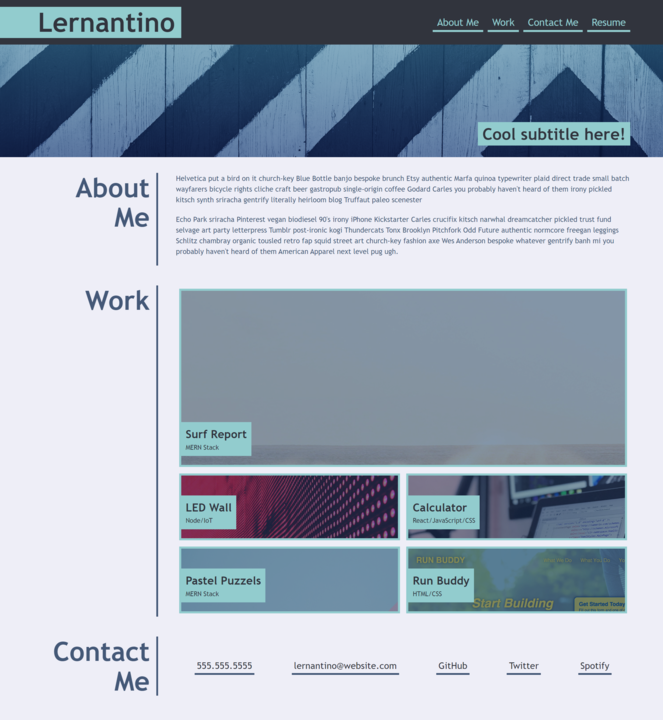 Lernantino
About Me
Work
Contact Me
Resume
Cool subtitle here!
About
Me
Helvetica put a bird on it church-key Blue Bottle banjo bespoke brunch Etsy authentic Marfa quinoa typewriter plaid direct trade small batch
wayfarers bicycle rights cliche craft beer gastropub single-origin coffee Godard Carles you probably haven't heard of them irony pickled
kitsch synth sriracha gentrify literally heirloom blog Truffaut paleo scenester
Echo Park sriracha Pinterest vegan biodiesel 90's irony iPhone Kickstarter Carles crucifix kitsch narwhal dreamcatcher pickled trust fund
selvage art party letterpress Tumblr post-ironic kogi Thundercats Tonx Brooklyn Pitchfork Odd Future authentic normcore freegan leggings
Schlitz chambray organic tousled retro fap squid street art church-key fashion axe Wes Anderson bespoke whatever gentrify banh mi you
probably haven't heard of them American Apparel next level pug ugh.
Work
Surf Report
MERN Stack
LED Wall
Node/IoT
Calculator
React/JavaScript/CSS
Pastel Puzzels
MERN Stack
RUN BUDDY
Run Buddy
HTML/CSS
Start Building
Get Started Today
Contact
Me
555.555.5555
lernantino@website.com
GitHub
Twitter
Spotify